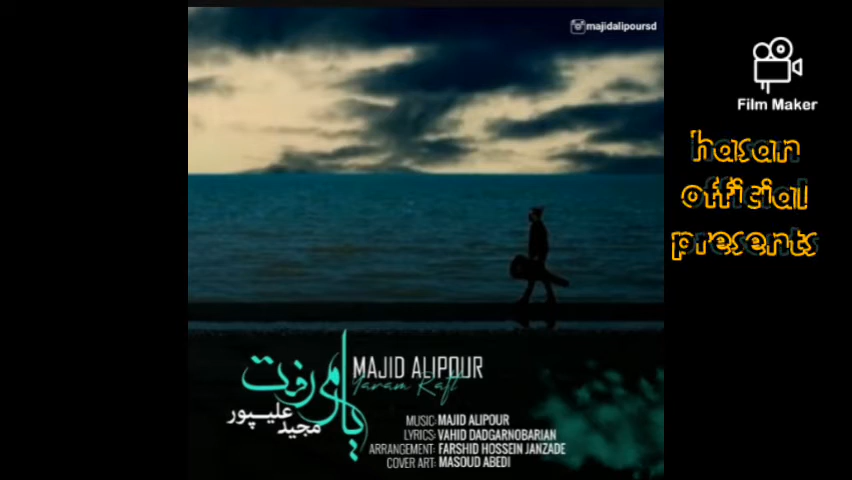 majidalipoursd
Film Maker
hasan
official
presents
یارم رفت
مجید علیپور
MAJID ALIPOUR
Yaram Raft
MUSIC: MAJID ALIPOUR
LYRICS: VAHID DADGARNOBARIAN
ARRANGEMENT: FARSHID HOSSEIN JANZADE
COVER ART: MASOUD ABEDI